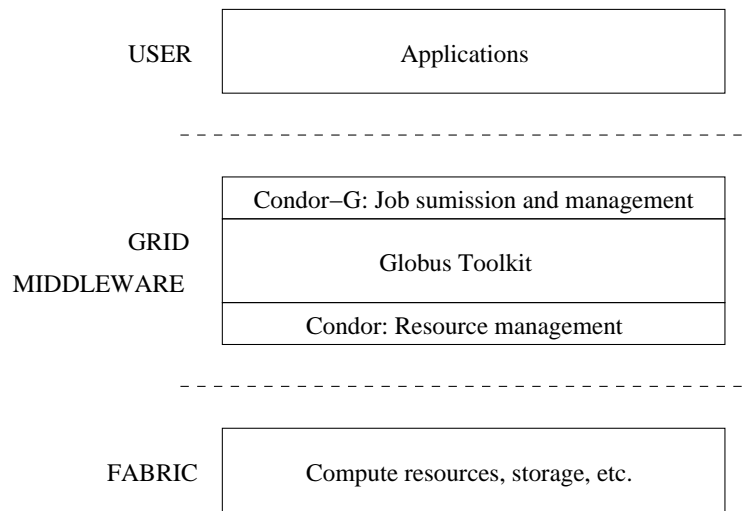 USER
Applications
Condor–G: Job sumission and management
GRID
MIDDLEWARE
Globus Toolkit
Condor: Resource management
FABRIC
Compute resources, storage, etc.